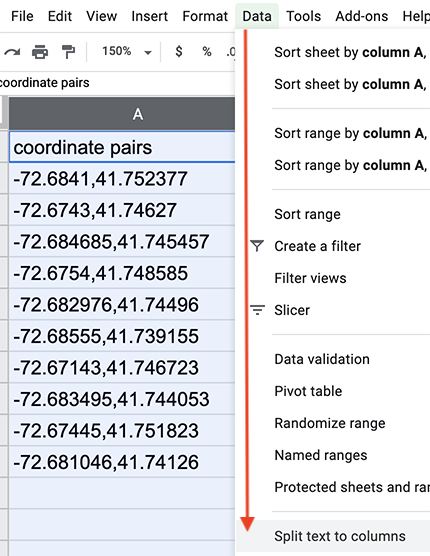 File Edit View Insert Format Data Tools Add-ons Help
150% $ % .0
coordinate pairs
A
coordinate pairs
-72.6841,41.752377
-72.6743,41.74627
-72.684685,41.745457
-72.6754,41.748585
-72.682976,41.74496
-72.68555,41.739155
-72.67143,41.746723
-72.683495,41.744053
-72.67445,41.751823
-72.681046,41.74126
Sort sheet by column A,
Sort sheet by column A,
Sort range by column A,
Sort range by column A,
Sort range
Create a filter
Filter views
Slicer
Data validation
Pivot table
Randomize range
Named ranges
Protected sheets and ran
Split text to columns